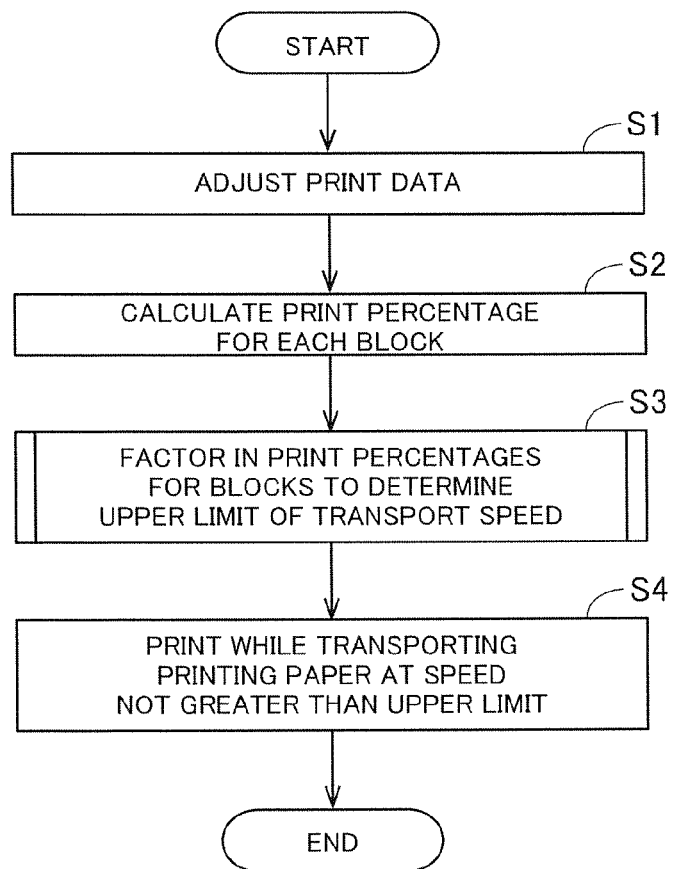 START
S1
ADJUST PRINT DATA
S2
CALCULATE PRINT PERCENTAGE
FOR EACH BLOCK
S3
FACTOR IN PRINT PERCENTAGES
FOR BLOCKS TO DETERMINE
UPPER LIMIT OF TRANSPORT SPEED
S4
PRINT WHILE TRANSPORTING
PRINTING PAPER AT SPEED
NOT GREATER THAN UPPER LIMIT
END